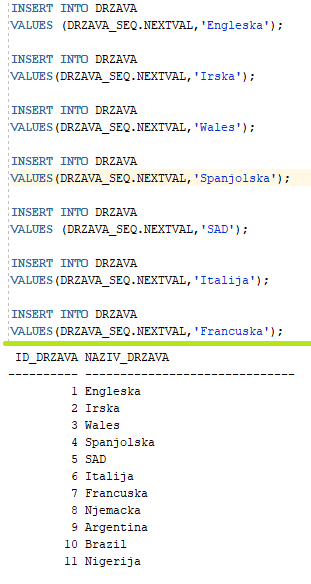 INSERT INTO DRZAVA
VALUES (DRZAVA_SEQ.NEXTVAL,'Engleska');
INSERT INTO DRZAVA
VALUES(DRZAVA_SEQ.NEXTVAL,'Irska');
INSERT INTO DRZAVA
VALUES(DRZAVA_SEQ.NEXTVAL,'Wales');
INSERT INTO DRZAVA
VALUES(DRZAVA_SEQ.NEXTVAL,'Spanjolska');
INSERT INTO DRZAVA
VALUES (DRZAVA_SEQ.NEXTVAL,'SAD');
INSERT INTO DRZAVA
VALUES(DRZAVA_SEQ.NEXTVAL,'Italija');
INSERT INTO DRZAVA
VALUES(DRZAVA_SEQ.NEXTVAL,'Francuska');
ID_DRZAVA NAZIV_DRZAVA
---------- ------------------------------
1 Engleska
2 Irska
3 Wales
4 Spanjolska
5 SAD
6 Italija
7 Francuska
8 Njemacka
9 Argentina
10 Brazil
11 Nigerija